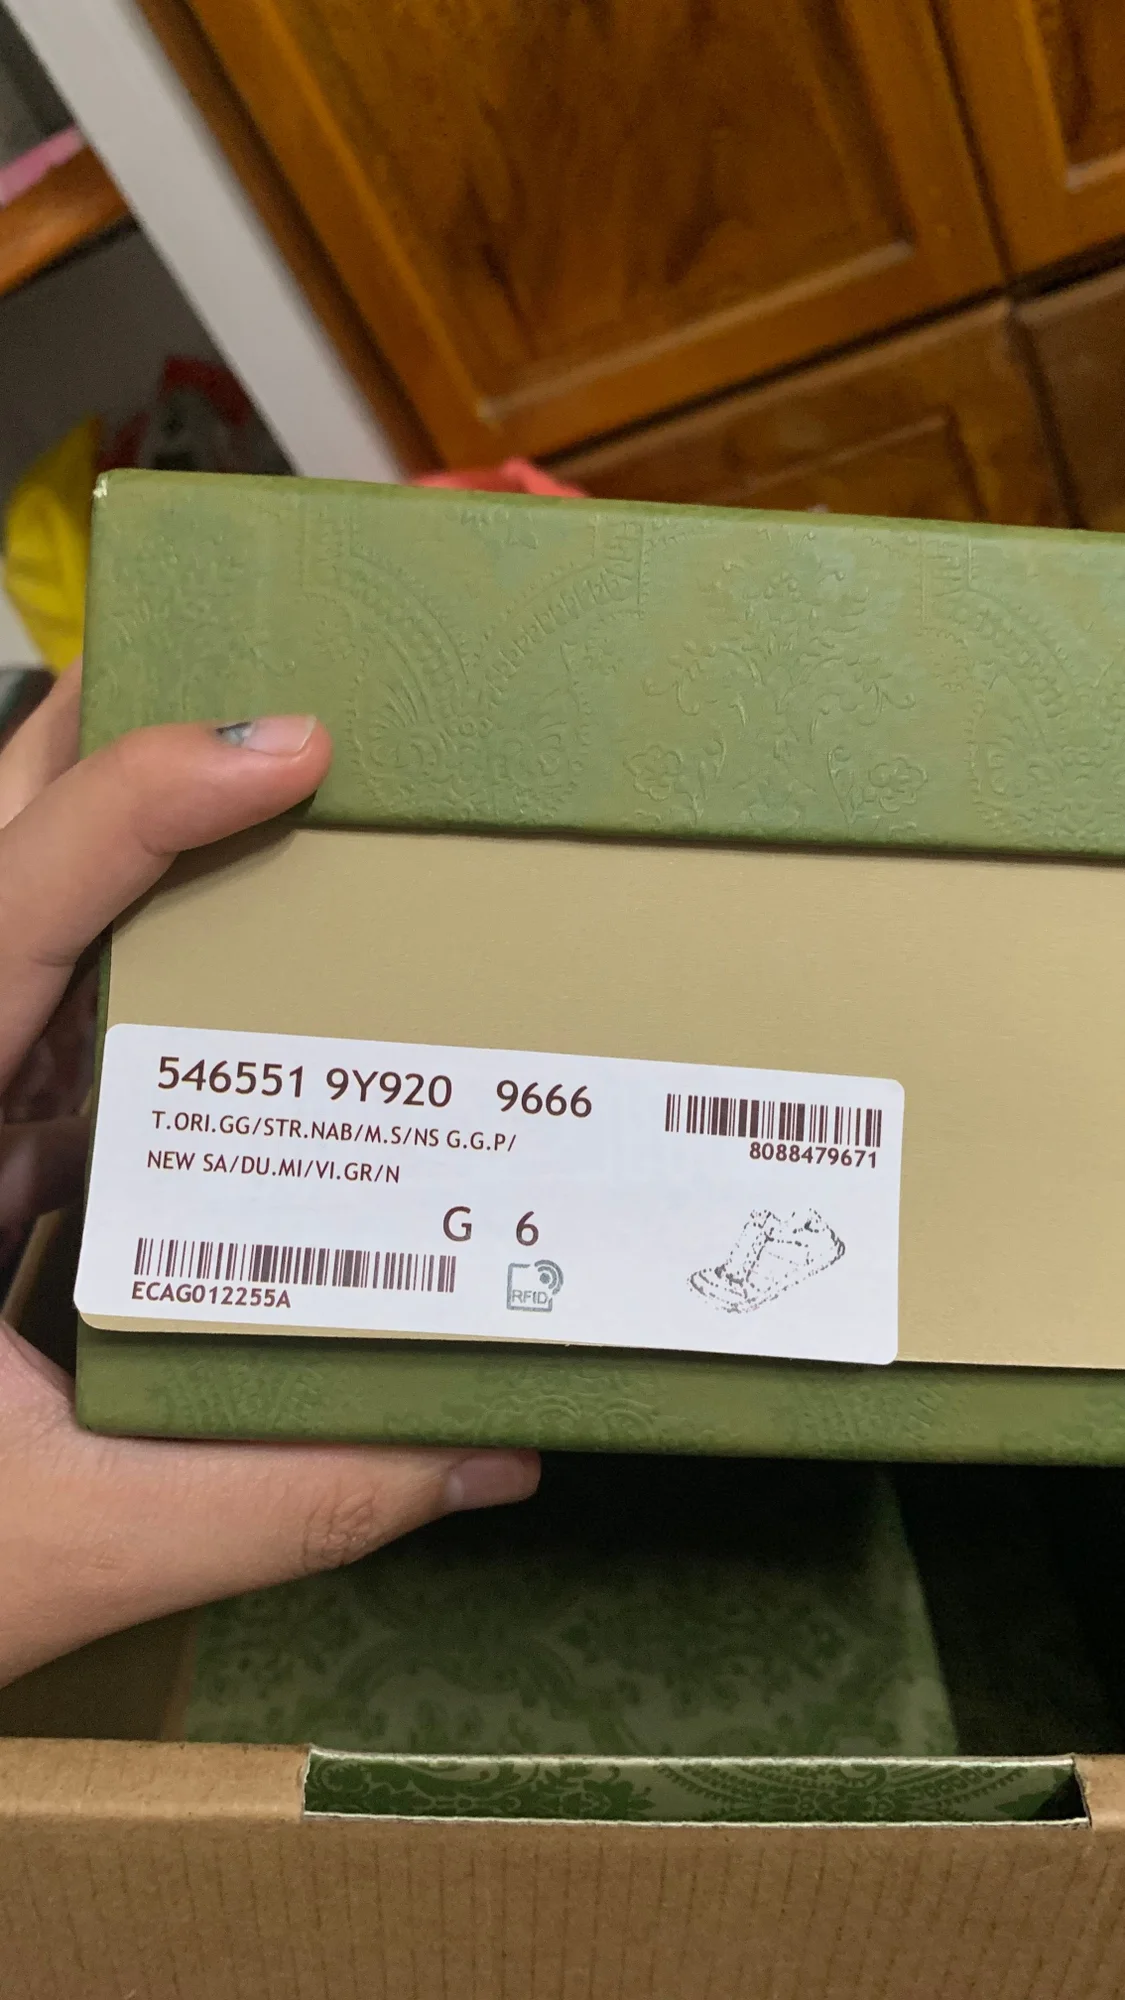 546551 9Y920 9666
T.ORI.GG/STR.NAB/M.S/NS G.G.P/
NEW SA/DU.MI/VI.GR/N
8088479671
G 6
ECAG012255A
RFID